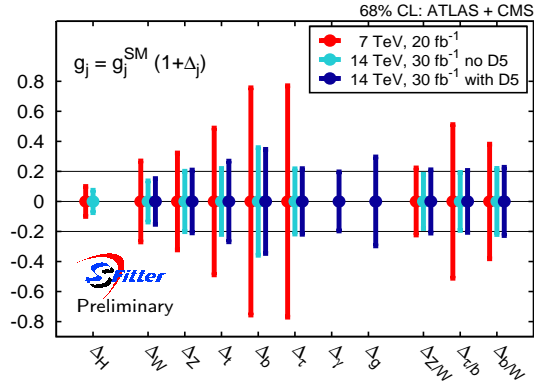 68% CL: ATLAS + CMS
g_j = g_j^SM (1+Δ_j)
7 TeV, 20 fb^-1
14 TeV, 30 fb^-1 no D5
14 TeV, 30 fb^-1 with D5
0.8
0.6
0.4
0.2
0
-0.2
-0.4
-0.6
-0.8
SFitter
Preliminary
Δ_H
Δ_W
Δ_Z
Δ_t
Δ_b
Δ_τ
Δ_γ
Δ_g
Δ_Z/W
Δ_τ/b
Δ_b/W